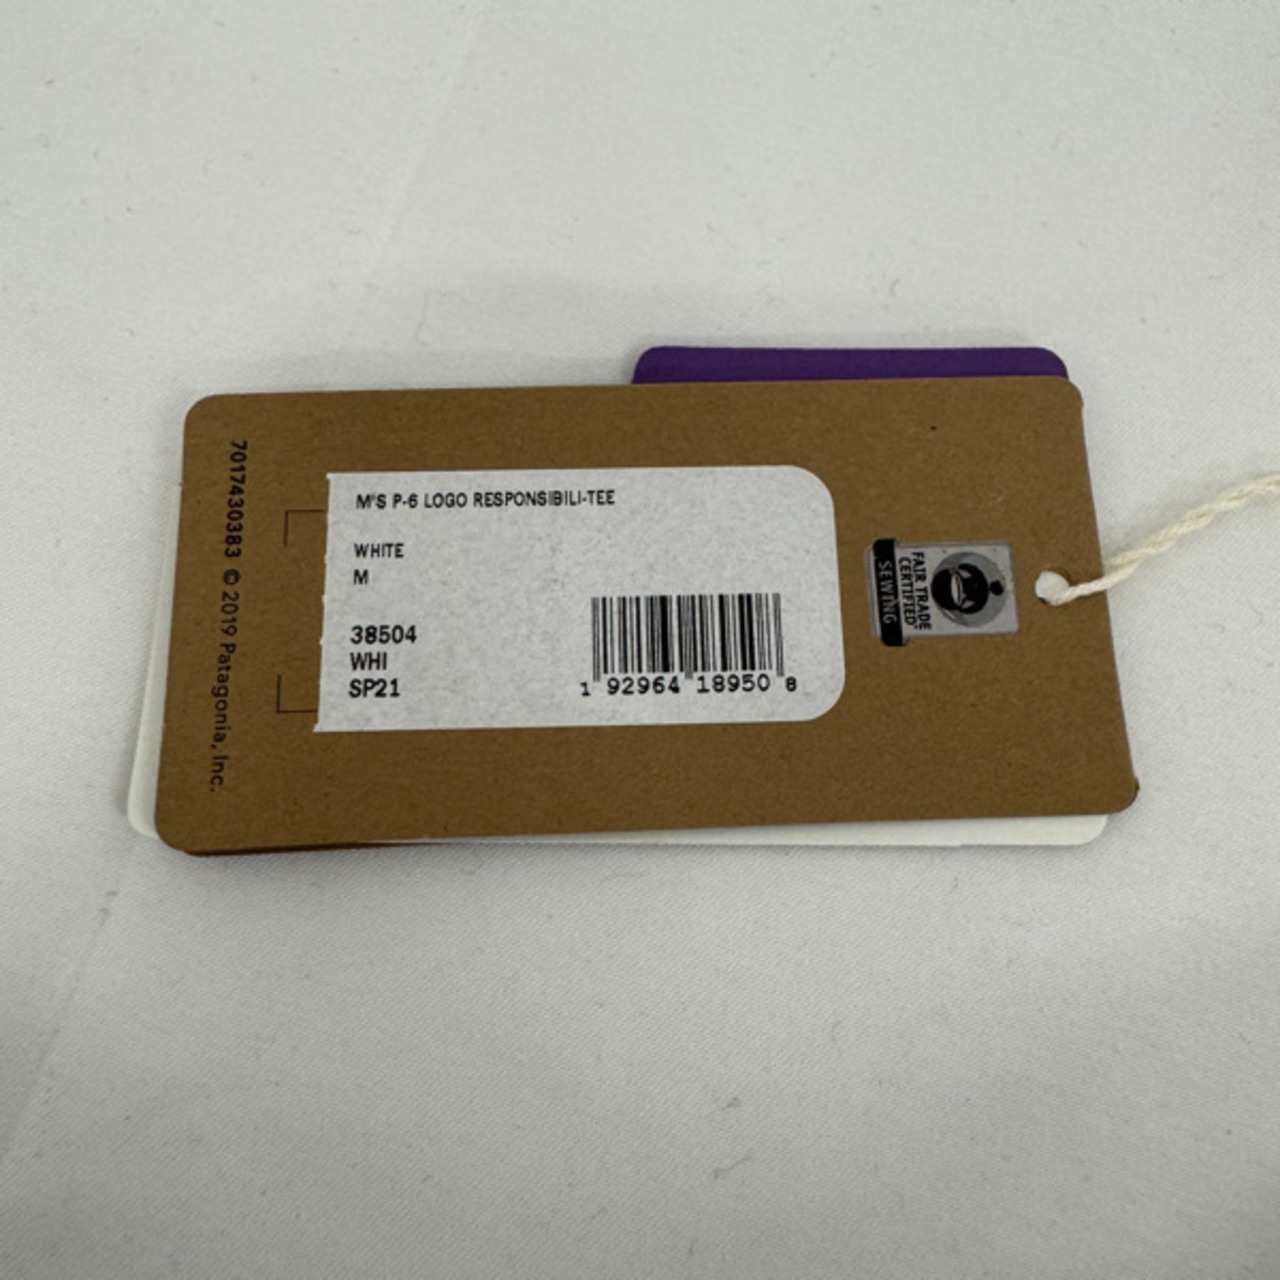 7017430383 © 2019 Patagonia, Inc.
M'S P-6 LOGO RESPONSIBILI-TEE
WHITE
M
38504
WHI
SP21
1 92964 18950 8
FAIR TRADE
CERTIFIED
SEWING